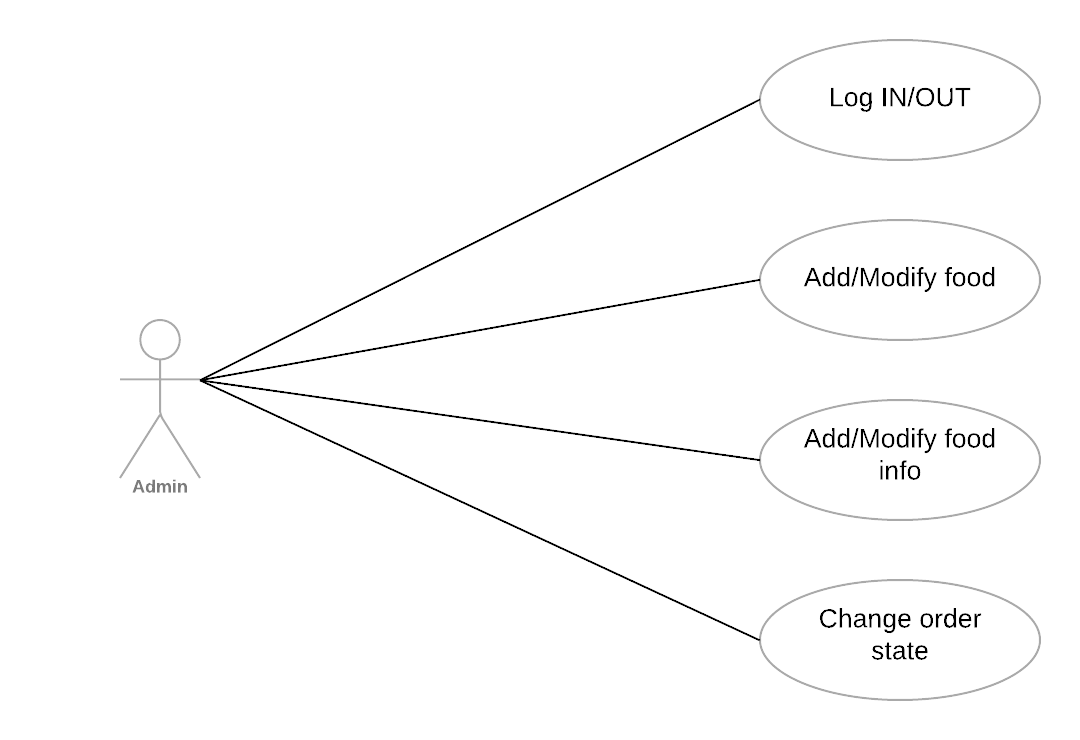 Log IN/OUT
Add/Modify food
Admin
Add/Modify food
info
Change order
state